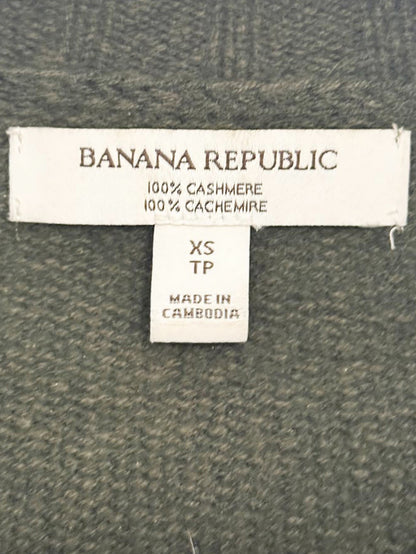 BANANA REPUBLIC
100% CASHMERE
100% CACHEMIRE
XS
TP
MADE IN
CAMBODIA